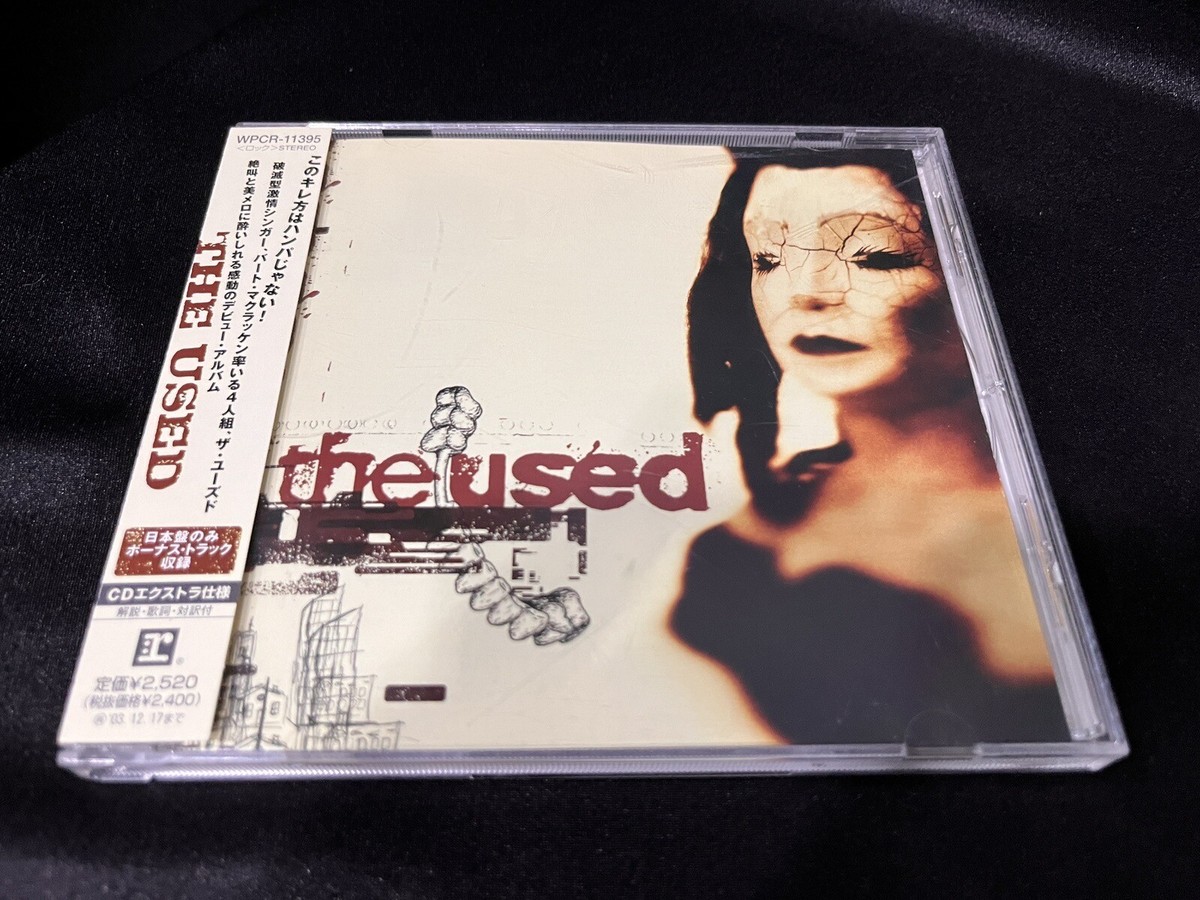 WPCR-11395
<ロック>STEREO
このキレ方はハンパじゃない!
破滅型激情シンガー、バート・マクラッケン率いる4人組、ザ・ユーズド
絶叫と美メロに酔いしれる感動のデビュー・アルバム
THE USED
日本盤のみ
ボーナス・トラック
収録
CDエクストラ仕様
解説・歌詞・対訳付
r®
定価¥2,520
(税抜価格¥2,400)
'03.12.17まで
the used